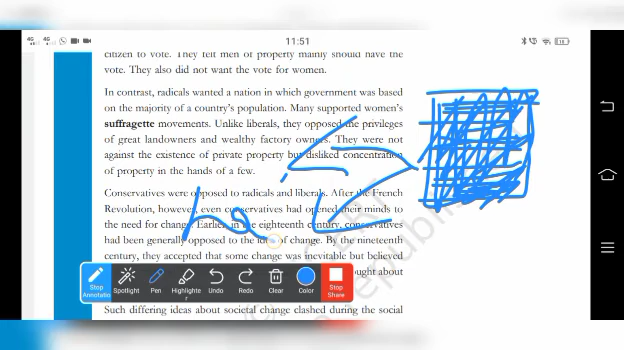 11:51
citizen to vote. They felt men of property mainly should have the
vote. They also did not want the vote for women.
In contrast, radicals wanted a nation in which government was based
on the majority of a country's population. Many supported women's
suffragette movements. Unlike liberals, they opposed the privileges
of great landowners and wealthy factory owners. They were not
against the existence of private property but disliked concentration
of property in the hands of a few.
Conservatives were opposed to radicals and liberals. After the French
Revolution, however, even conservatives had opened their minds to
the need for change. Earlier, in the eighteenth century, conservatives
had been generally opposed to the idea of change. By the nineteenth
century, they accepted that some change was inevitable but believed
ought about
Stop Annotatio Spotlight Pen Highlighte r Undo Redo Clear Color Stop Share
Such differing ideas about societal change clashed during the social